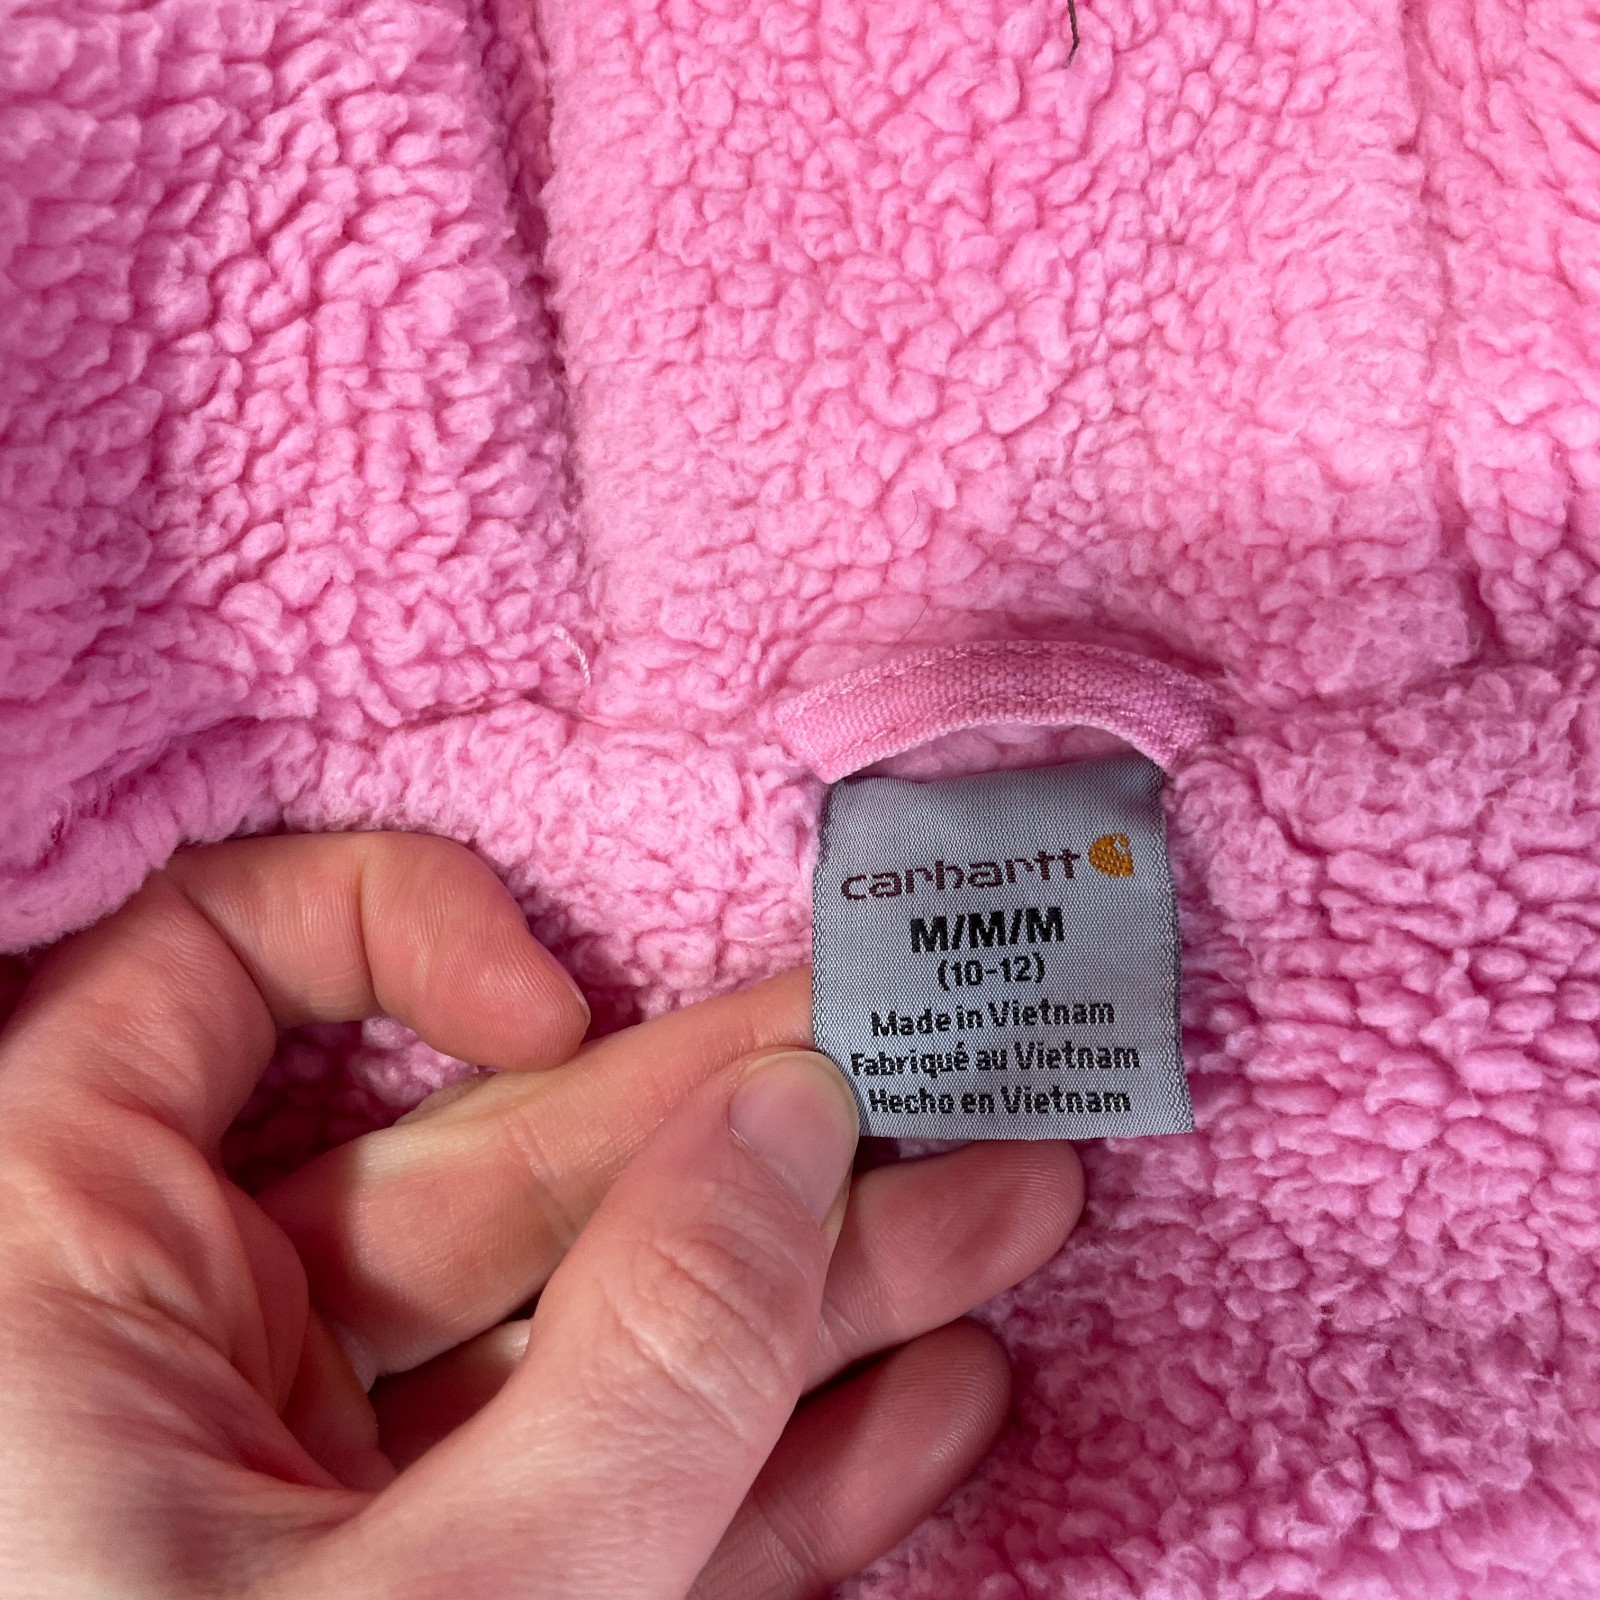 carhartt
M/M/M
(10-12)
Made in Vietnam
Fabriqué au Vietnam
Hecho en Vietnam